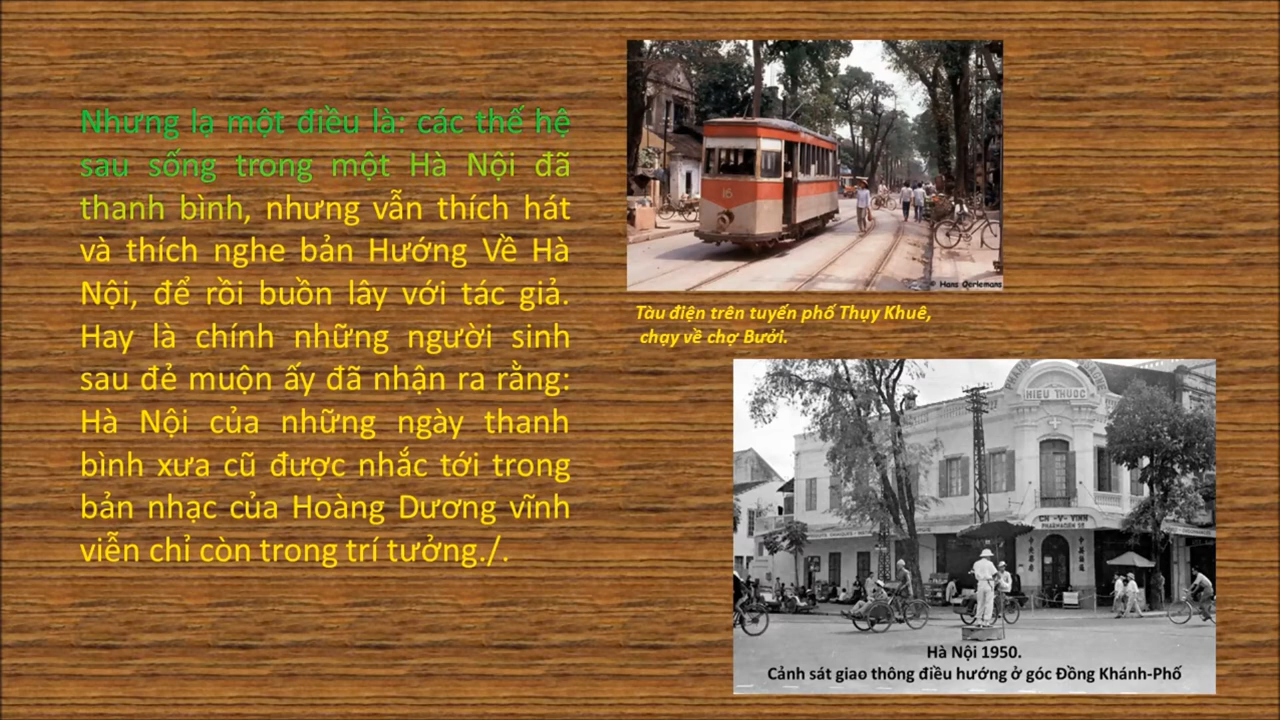 Nhưng lạ một điều là: các thế hệ
sau sống trong một Hà Nội đã
thanh bình, nhưng vẫn thích hát
và thích nghe bản Hướng Về Hà
Nội, để rồi buồn lây với tác giả.
Hay là chính những người sinh
sau đẻ muộn ấy đã nhận ra rằng:
Hà Nội của những ngày thanh
bình xưa cũ được nhắc tới trong
bản nhạc của Hoàng Dương vĩnh
viễn chỉ còn trong trí tưởng./.
16
© Hans Oerlemans
Tàu điện trên tuyến phố Thụy Khuê,
chạy về chợ Bưởi.
HIEU THUOC
CH-V-VINH
PHARMACIEN
Hà Nội 1950.
Cảnh sát giao thông điều hướng ở góc Đồng Khánh-Phố